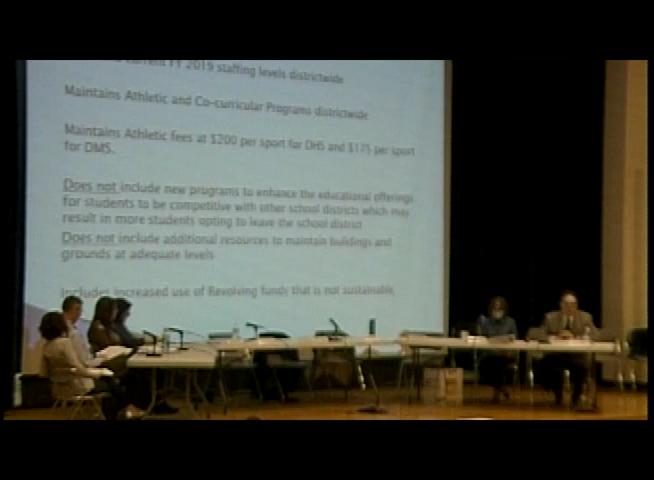 current FY 2019 staffing levels districtwide
Maintains Athletic and Co-curricular Programs districtwide
Maintains Athletic fees at $200 per sport for DHS and $175 per sport
for DMS.
Does not include new programs to enhance the educational offerings
for students to be competitive with other school districts which may
result in more students opting to leave the school district
Does not include additional resources to maintain buildings and
grounds at adequate levels
Includes increased use of Revolving funds that is not sustainable.